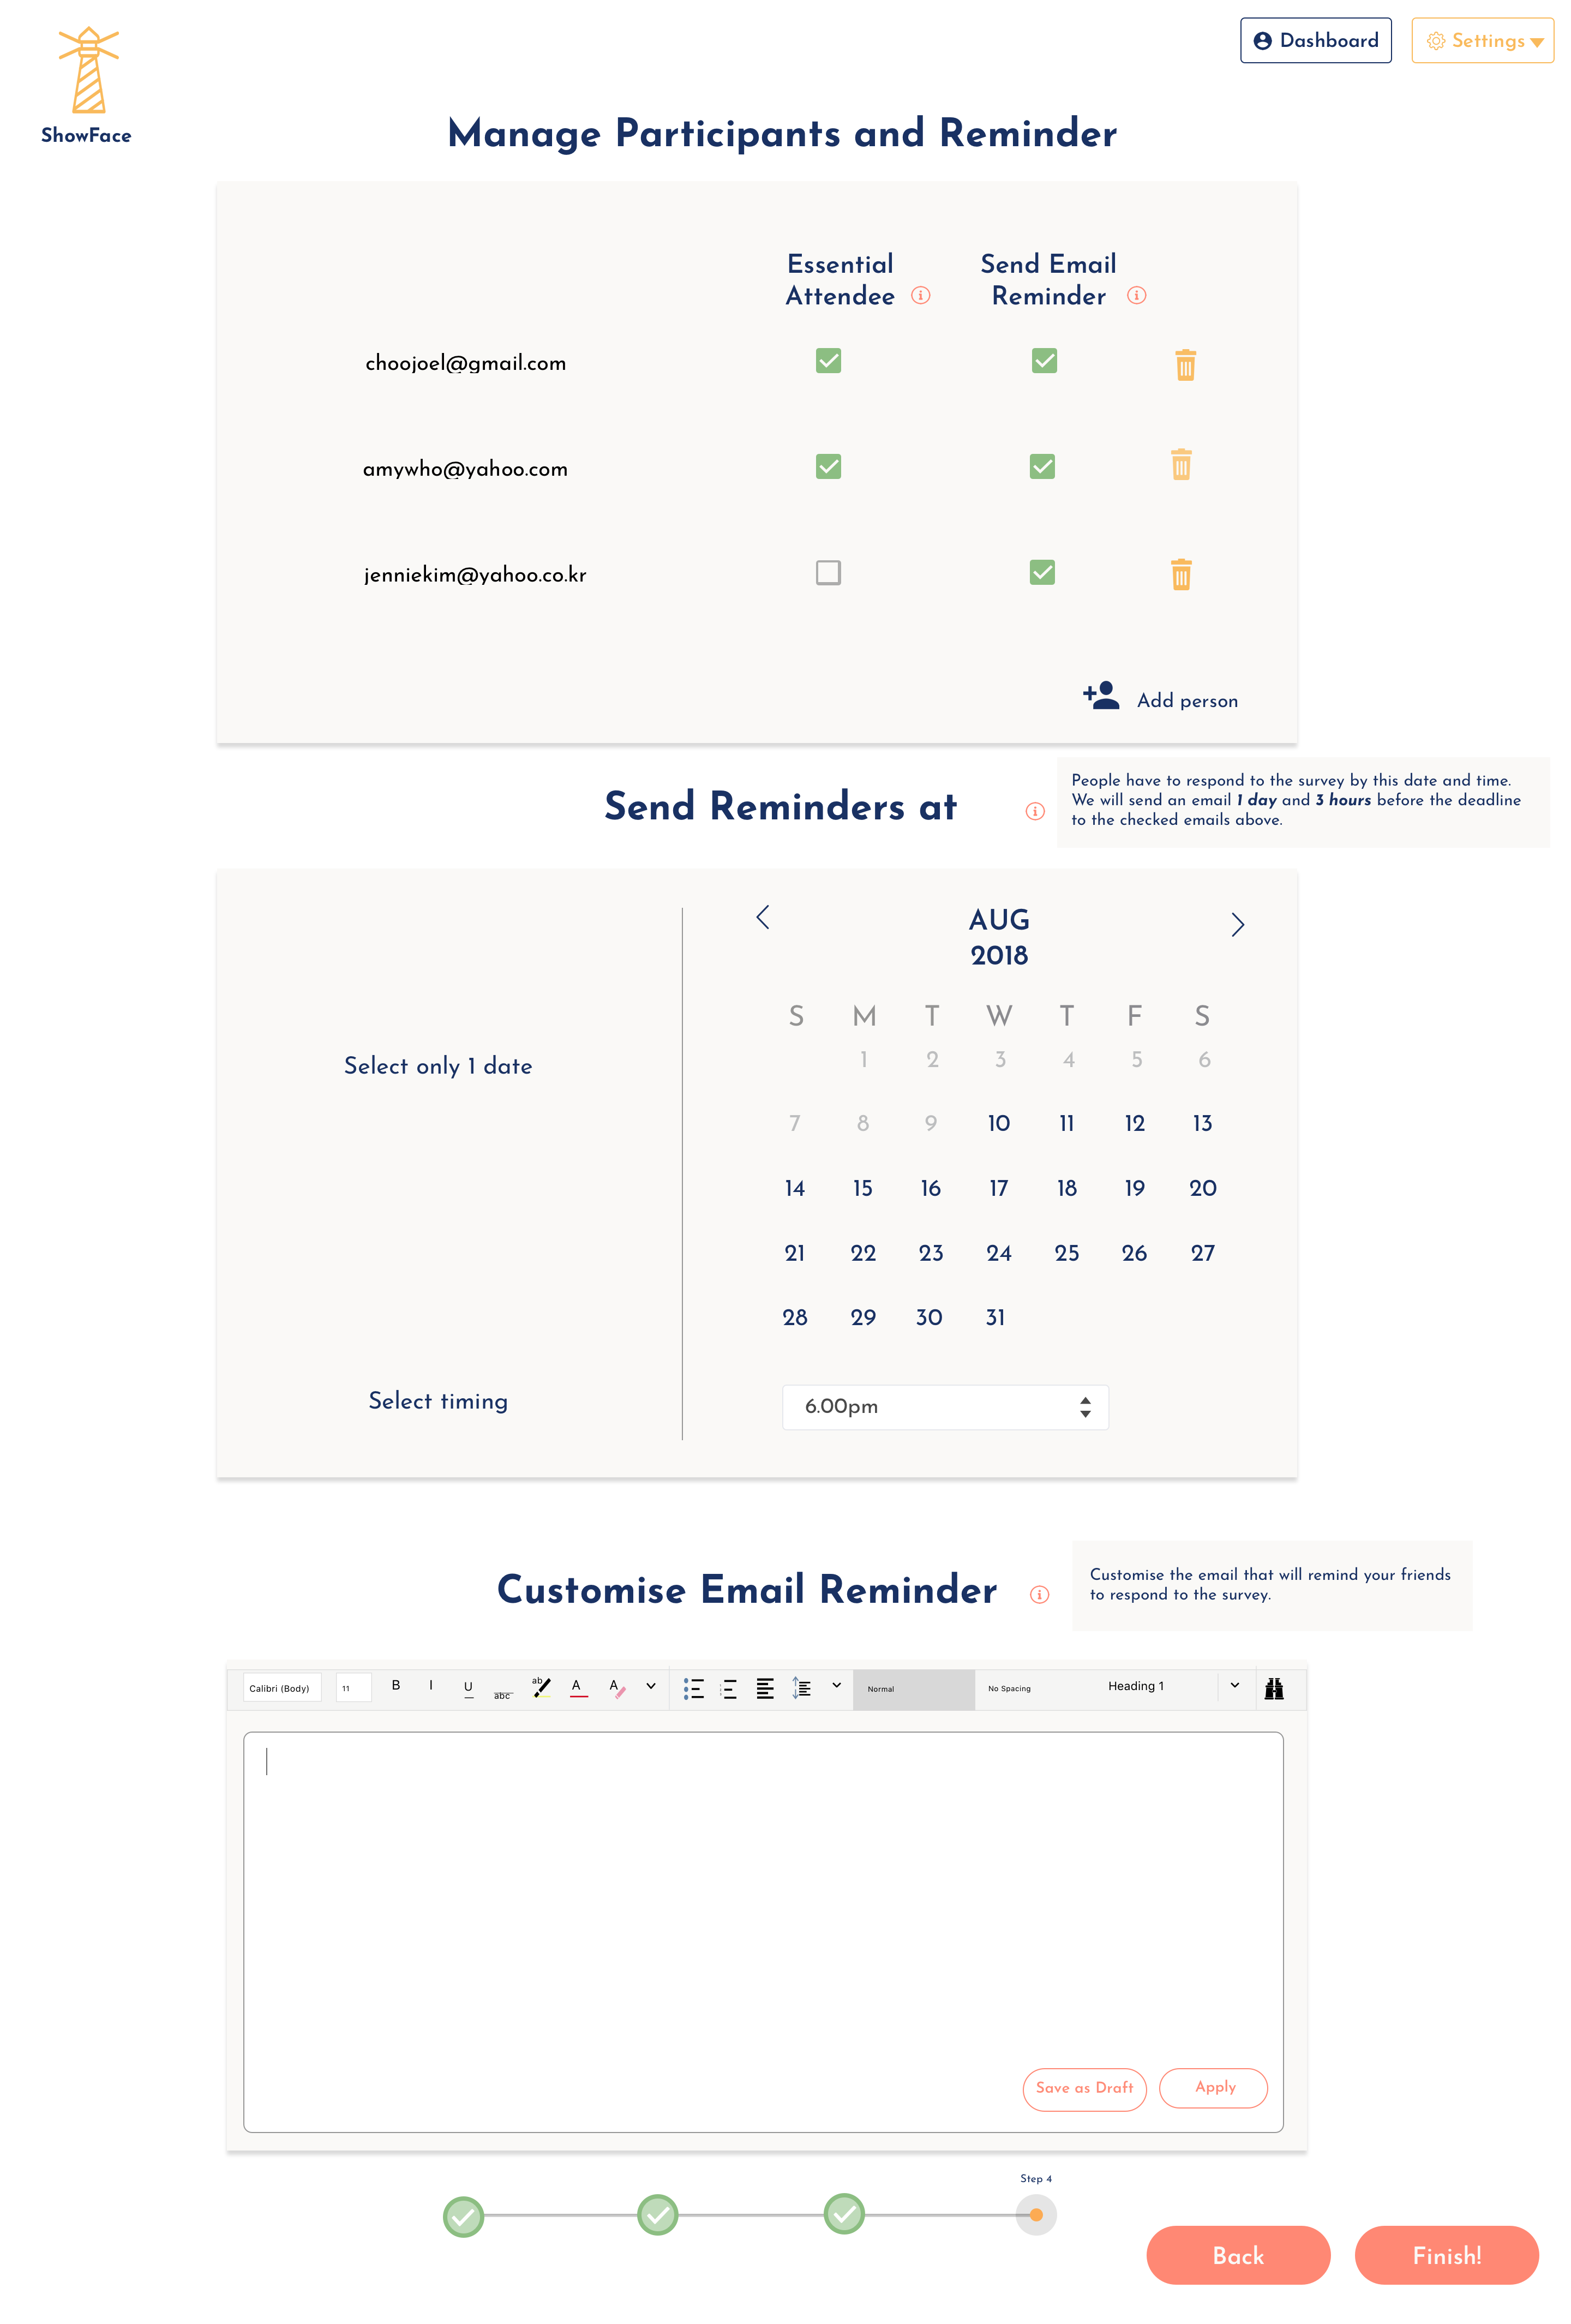 Dashboard
Settings
ShowFace
Manage Participants and Reminder
Essential
Attendee
Send Email
Reminder
choojoel@gmail.com
amywho@yahoo.com
jenniekim@yahoo.co.kr
Add person
Send Reminders at
People have to respond to the survey by this date and time.
We will send an email 1 day and 3 hours before the deadline
to the checked emails above.
AUG
2018
S M T W T F S
1 2 3 4 5 6
7 8 9 10 11 12 13
14 15 16 17 18 19 20
21 22 23 24 25 26 27
28 29 30 31
Select only 1 date
Select timing
6.00pm
Customise Email Reminder
Customise the email that will remind your friends
to respond to the survey.
Calibri (Body) 11 B I U abc ab A A Normal No Spacing Heading 1
Save as Draft
Apply
Step 4
Back
Finish!